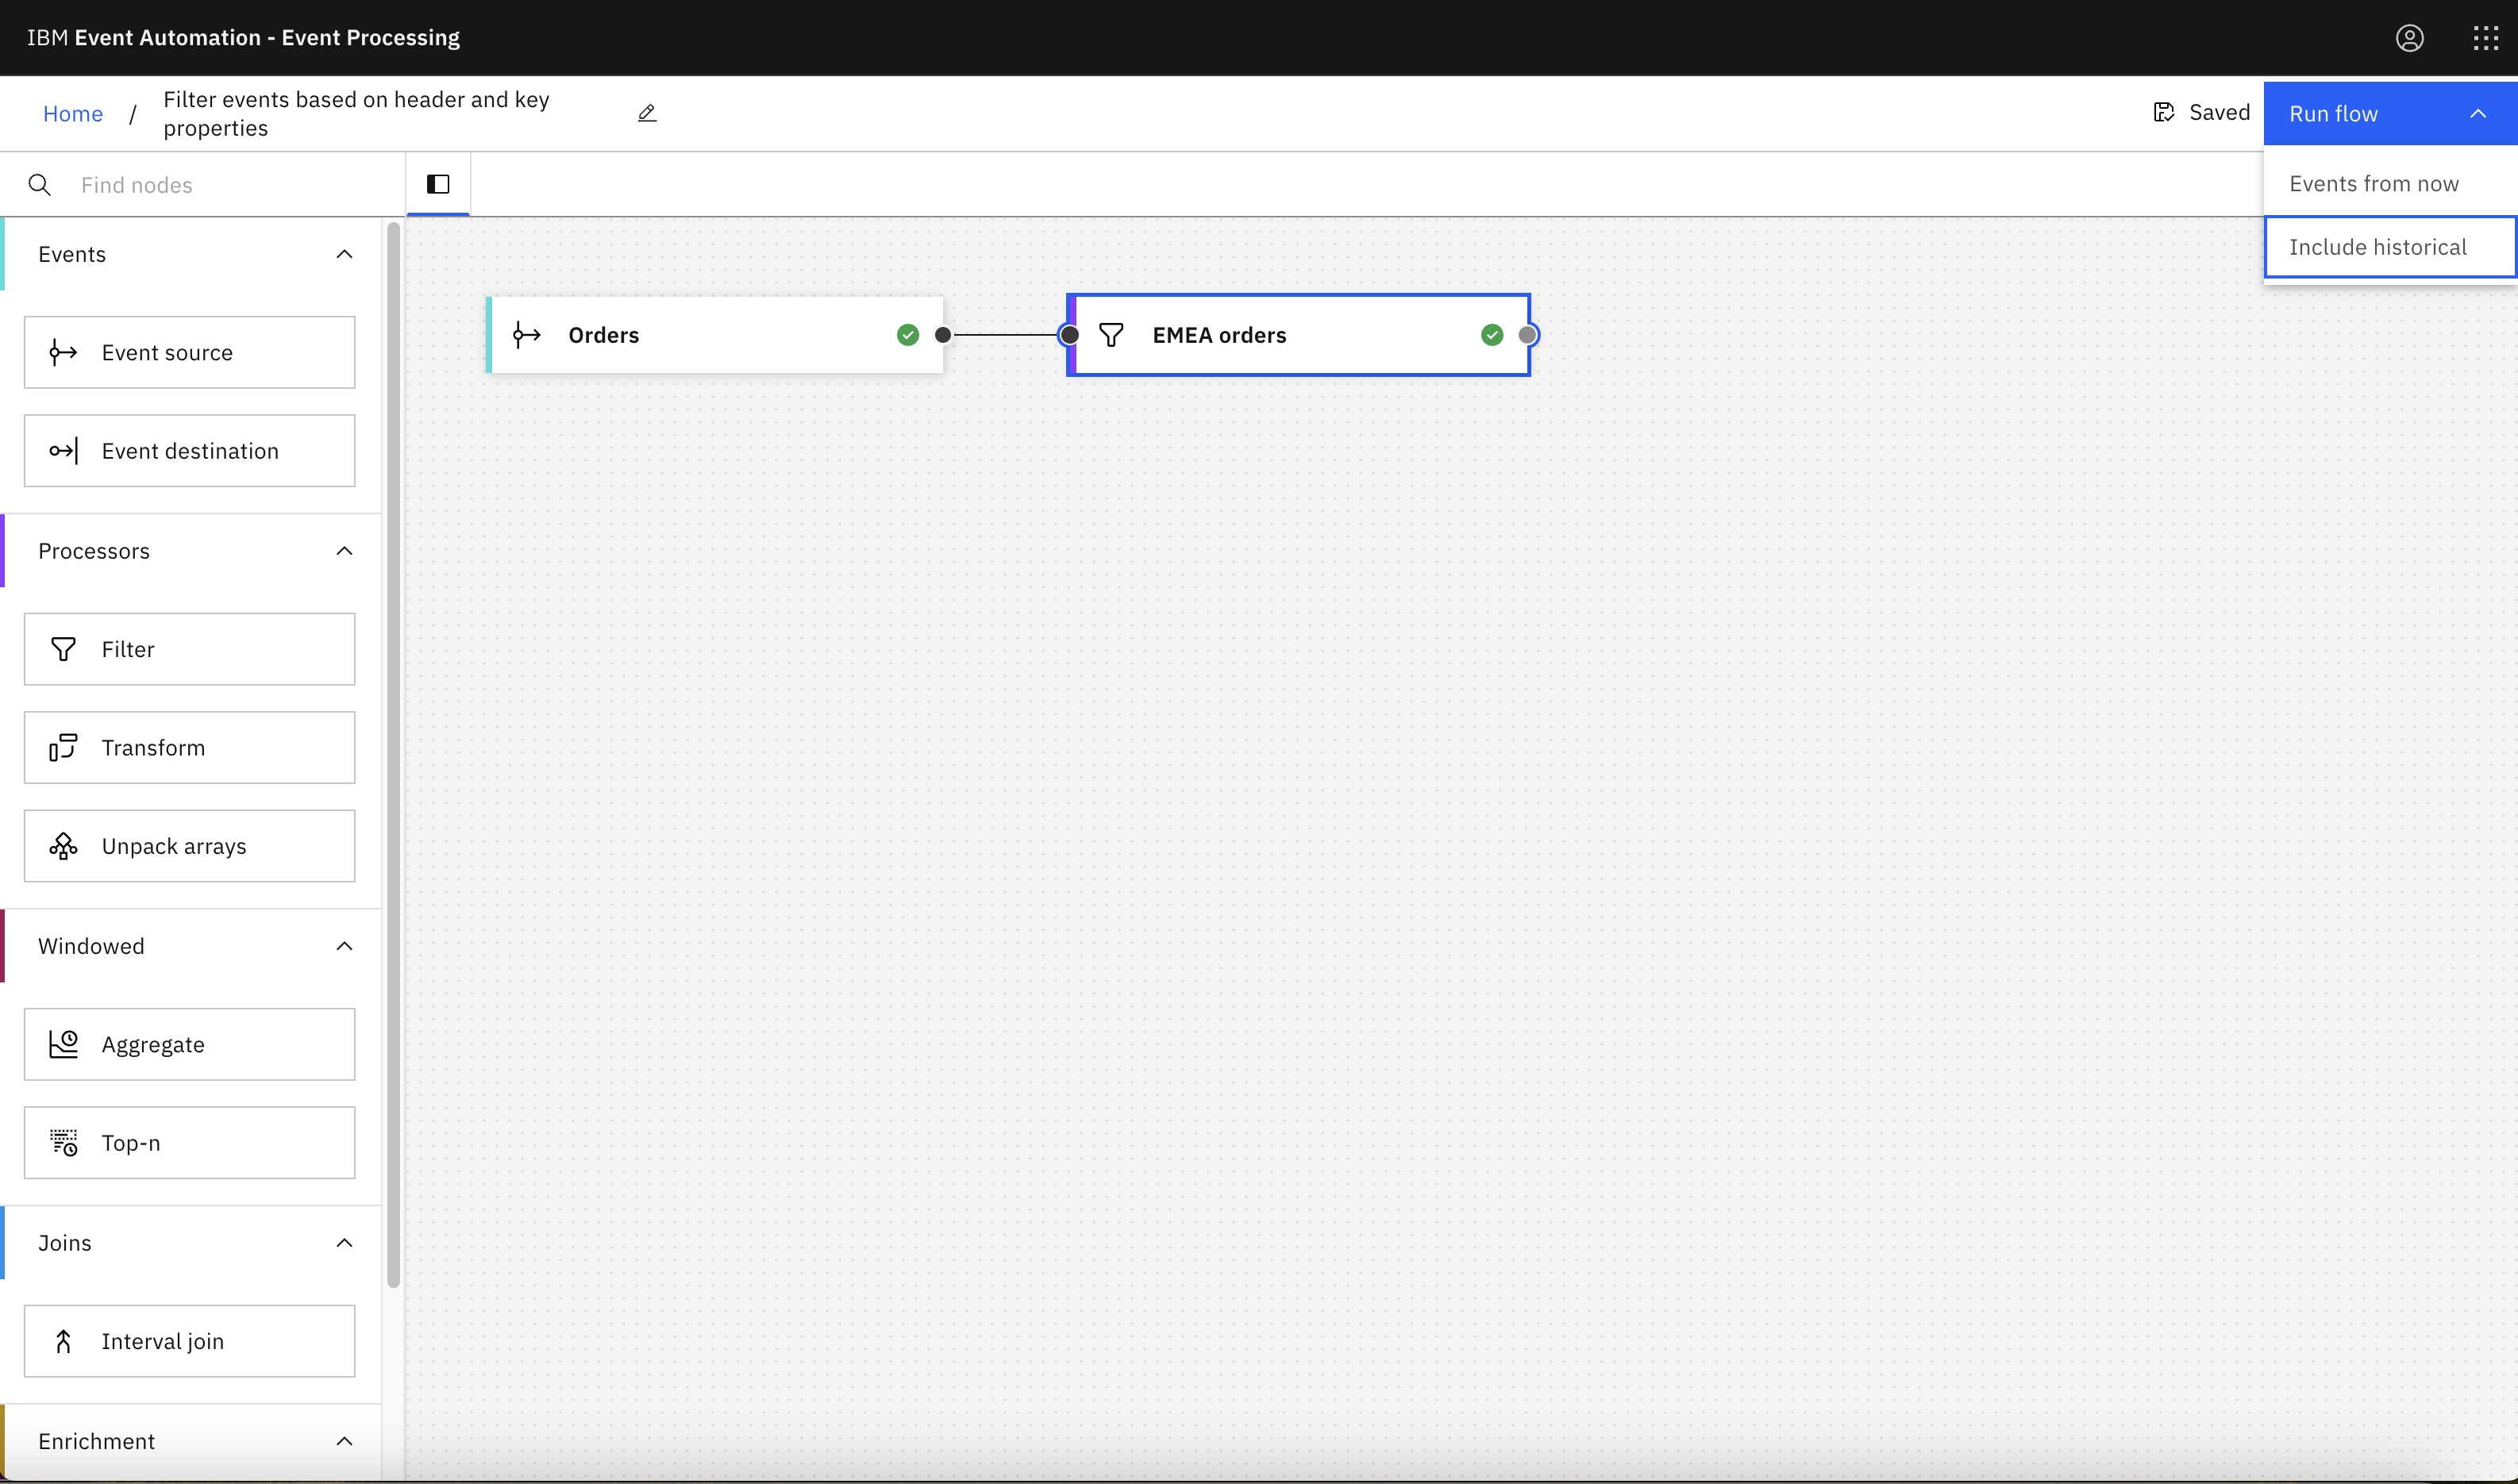 IBM Event Automation - Event Processing
Home / Filter events based on header and key
properties
Saved
Run flow
Events from now
Include historical
Find nodes
Events
Event source
Event destination
Processors
Filter
Transform
Unpack arrays
Windowed
Aggregate
Top-n
Joins
Interval join
Enrichment
Orders
EMEA orders